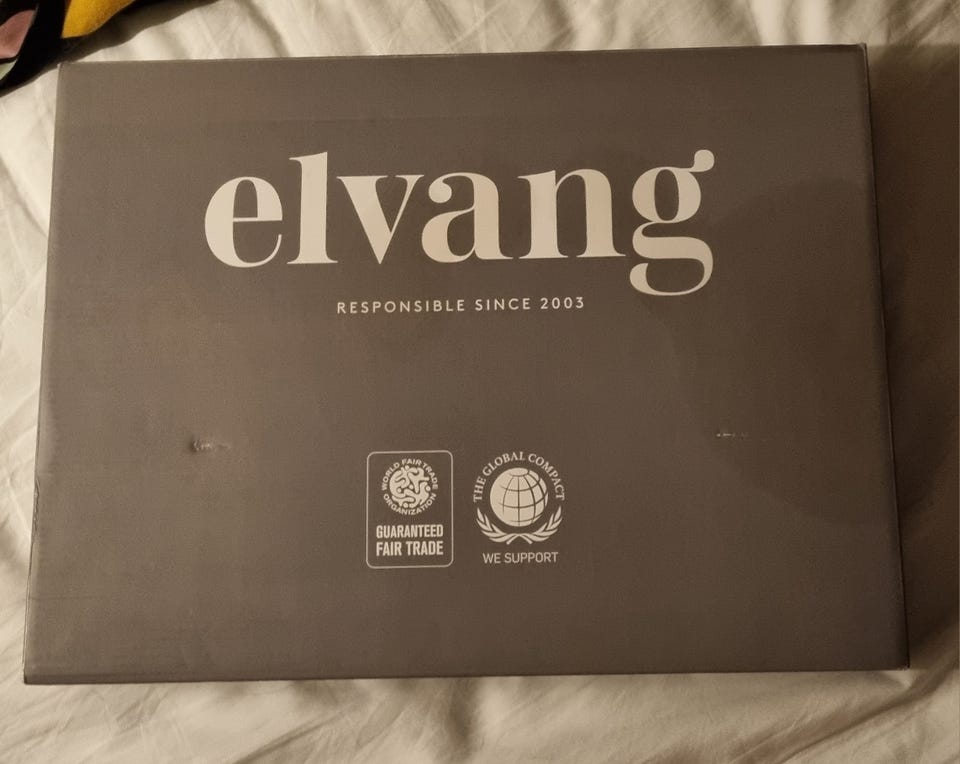 elvang
RESPONSIBLE SINCE 2003
WORLD FAIR TRADE
ORGANIZATION
GUARANTEED
FAIR TRADE
THE GLOBAL COMPACT
WE SUPPORT